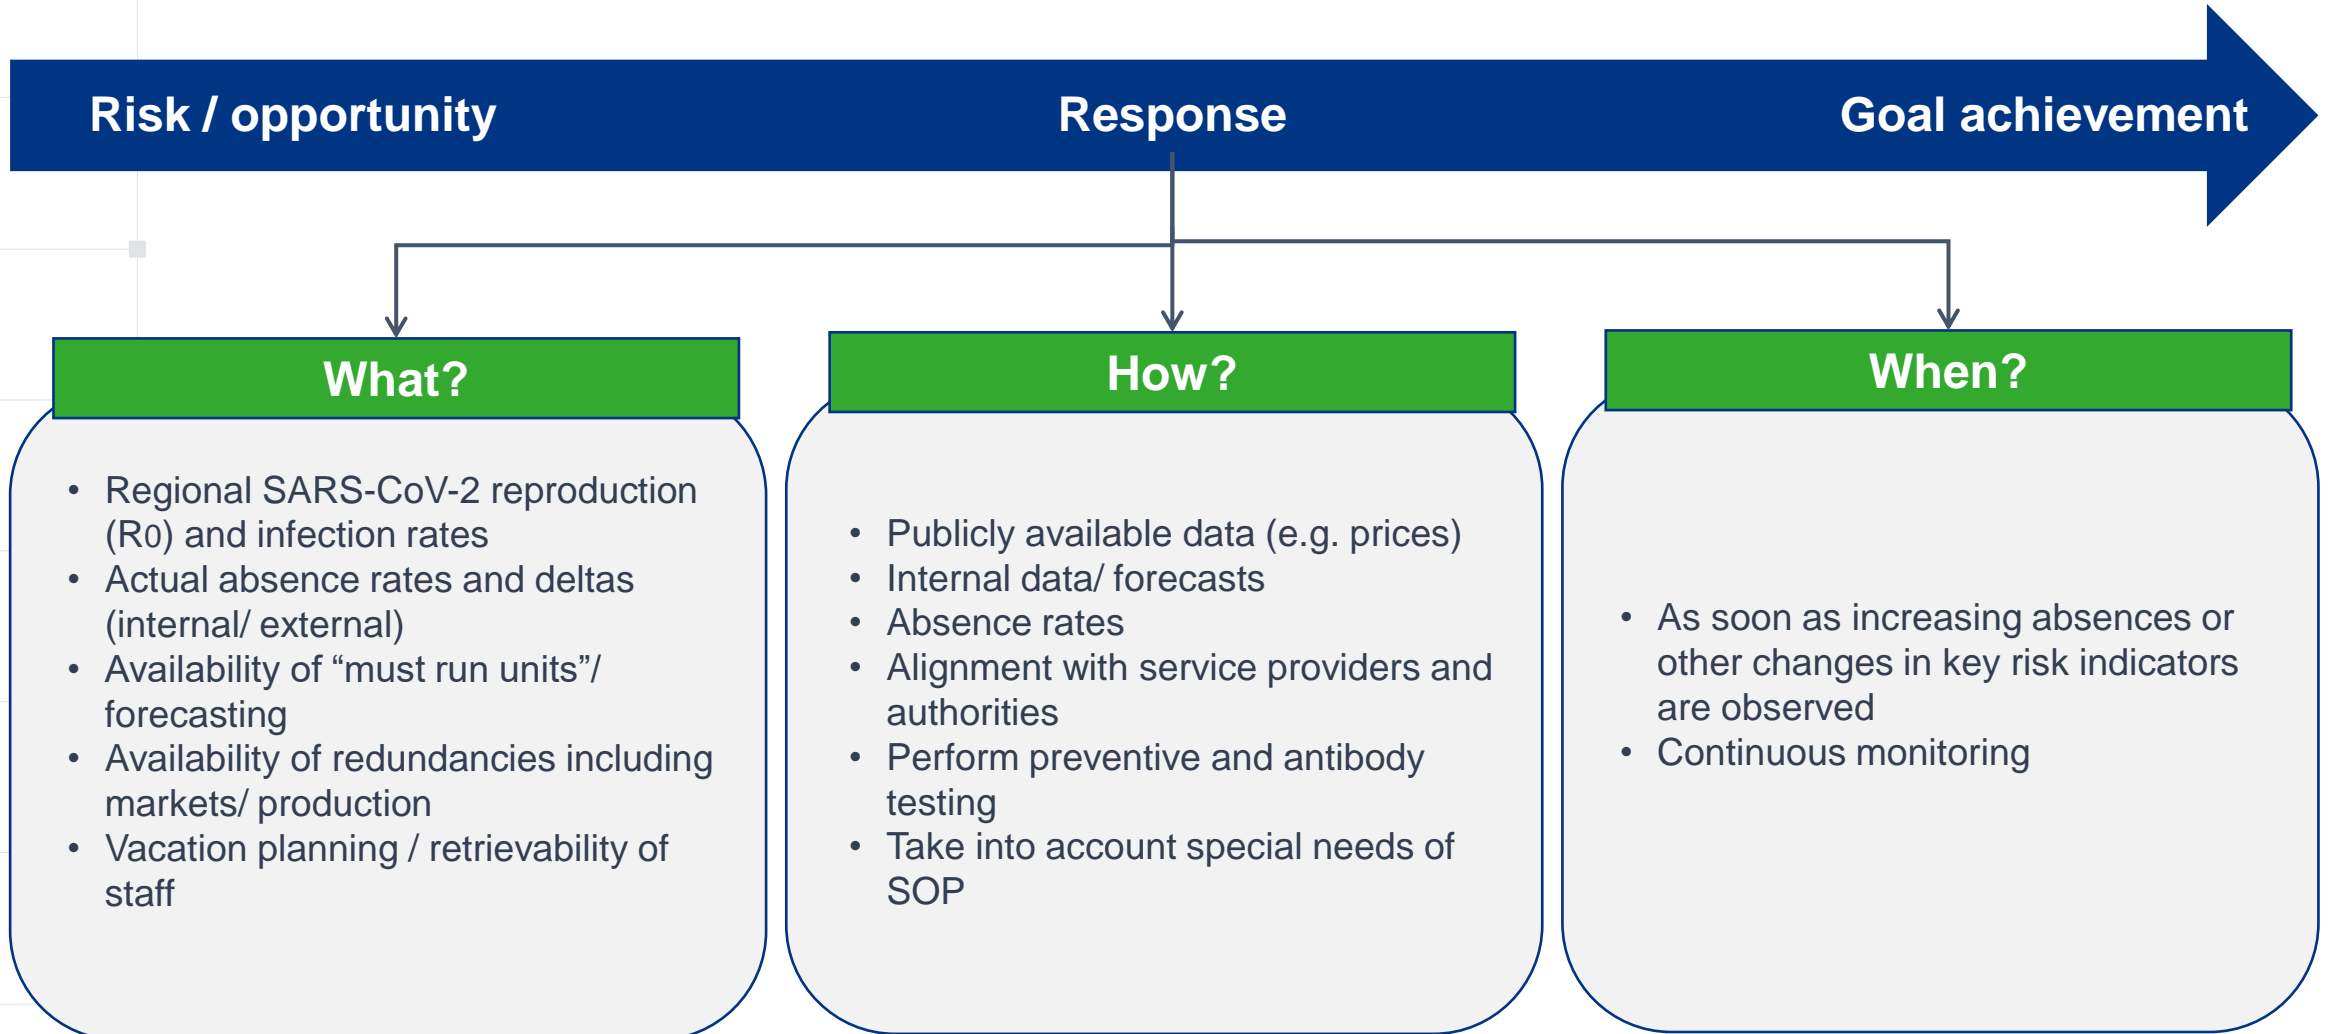 Risk / opportunity
Response
Goal achievement
What?
• Regional SARS-CoV-2 reproduction
(R0) and infection rates
• Actual absence rates and deltas
(internal/ external)
• Availability of “must run units”/
forecasting
• Availability of redundancies including
markets/ production
• Vacation planning / retrievability of
staff
How?
• Publicly available data (e.g. prices)
• Internal data/ forecasts
• Absence rates
• Alignment with service providers and
authorities
• Perform preventive and antibody
testing
• Take into account special needs of
SOP
When?
• As soon as increasing absences or
other changes in key risk indicators
are observed
• Continuous monitoring